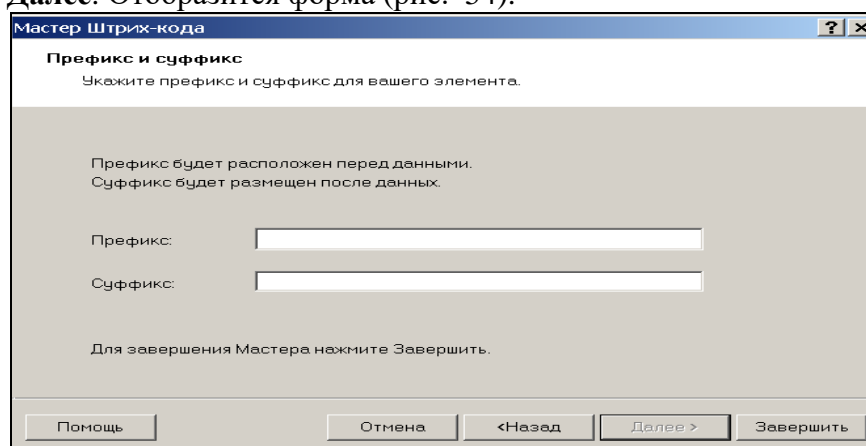 Далее. Отобразится форма (рис. 54).
Мастер Штрих-кода
Префикс и суффикс
Укажите префикс и суффикс для вашего элемента.
Префикс будет расположен перед данными.
Суффикс будет размещен после данных.
Префикс:
Суффикс:
Для завершения Мастера нажмите Завершить.
Помощь Отмена <Назад Далее > Завершить